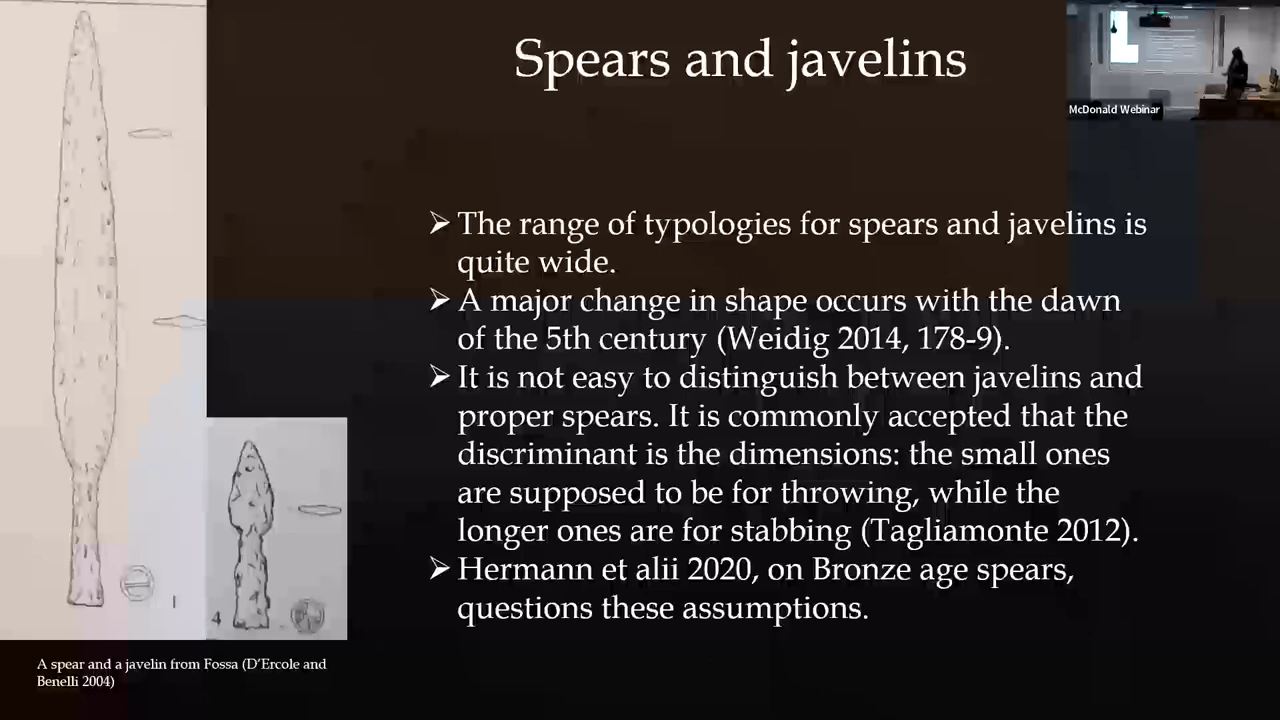 Spears and javelins
McDonald Webinar
➢ The range of typologies for spears and javelins is
quite wide.
➢ A major change in shape occurs with the dawn
of the 5th century (Weidig 2014, 178-9).
➢ It is not easy to distinguish between javelins and
proper spears. It is commonly accepted that the
discriminant is the dimensions: the small ones
are supposed to be for throwing, while the
longer ones are for stabbing (Tagliamonte 2012).
➢ Hermann et alii 2020, on Bronze age spears,
questions these assumptions.
1
4
A spear and a javelin from Fossa (D’Ercole and
Benelli 2004)